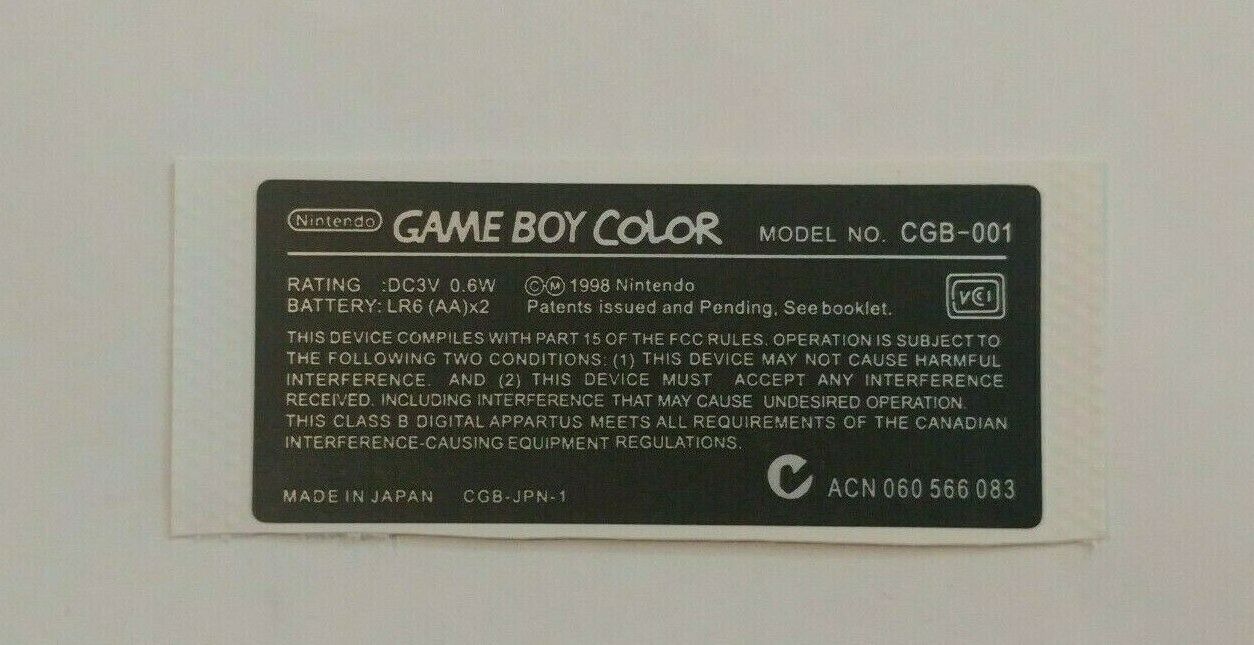 Nintendo GAME BOY COLOR MODEL NO. CGB-001
RATING :DC3V 0.6W ©Ⓜ 1998 Nintendo
BATTERY: LR6 (AA)x2 Patents issued and Pending, See booklet.
VCI
THIS DEVICE COMPILES WITH PART 15 OF THE FCC RULES. OPERATION IS SUBJECT TO
THE FOLLOWING TWO CONDITIONS: (1) THIS DEVICE MAY NOT CAUSE HARMFUL
INTERFERENCE. AND (2) THIS DEVICE MUST ACCEPT ANY INTERFERENCE
RECEIVED. INCLUDING INTERFERENCE THAT MAY CAUSE UNDESIRED OPERATION.
THIS CLASS B DIGITAL APPARTUS MEETS ALL REQUIREMENTS OF THE CANADIAN
INTERFERENCE-CAUSING EQUIPMENT REGULATIONS.
MADE IN JAPAN CGB-JPN-1 ACN 060 566 083